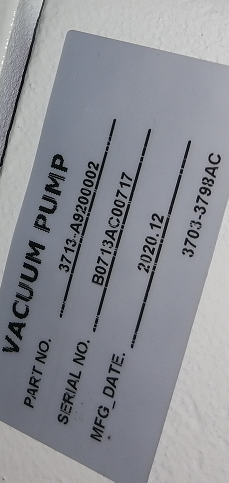 VACUUM PUMP
PART NO. 3713-A9200002
SERIAL NO. B0713AC00717
MFG_DATE. 2020.12
3703-3798AC